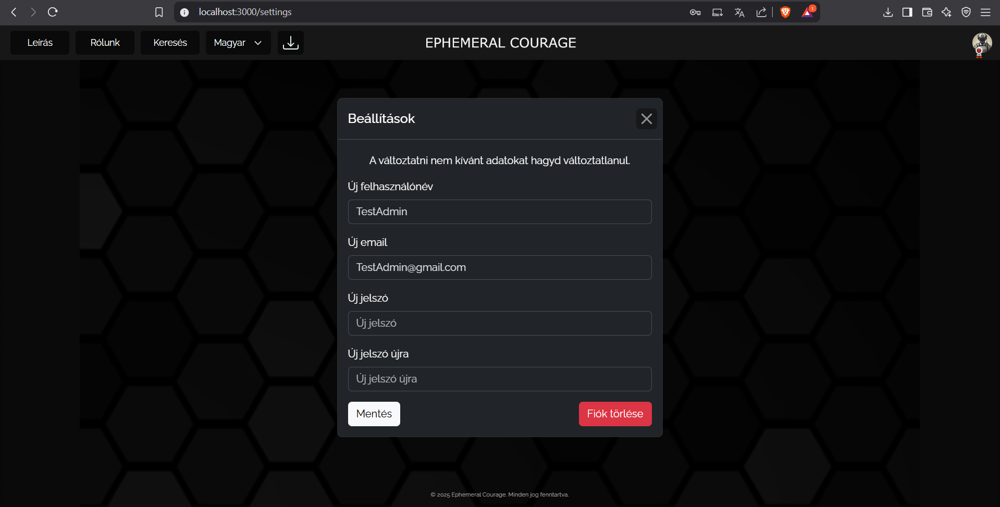 localhost:3000/settings
1
Leírás
Rólunk
Keresés
Magyar
EPHEMERAL COURAGE
Beállítások
A változtatni nem kívánt adatokat hagyd változtatlanul.
Új felhasználónév
TestAdmin
Új email
TestAdmin@gmail.com
Új jelszó
Új jelszó
Új jelszó újra
Új jelszó újra
Mentés
Fiók törlése
© 2025 Ephemeral Courage. Minden jog fenntartva.